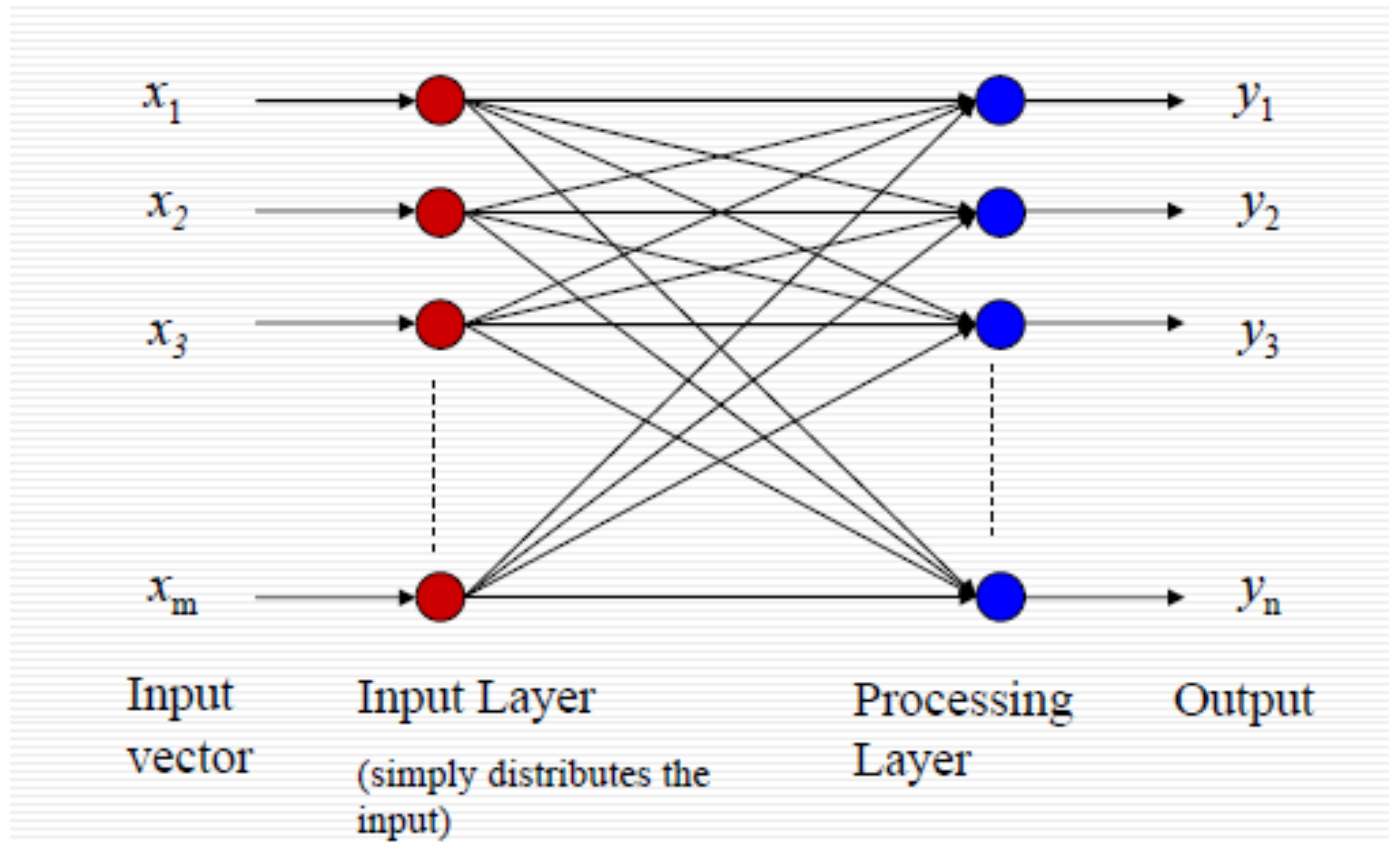 x1 y1
x2 y2
x3 y3
xm yn
Input vector
Input Layer
(simply distributes the
input)
Processing
Layer
Output